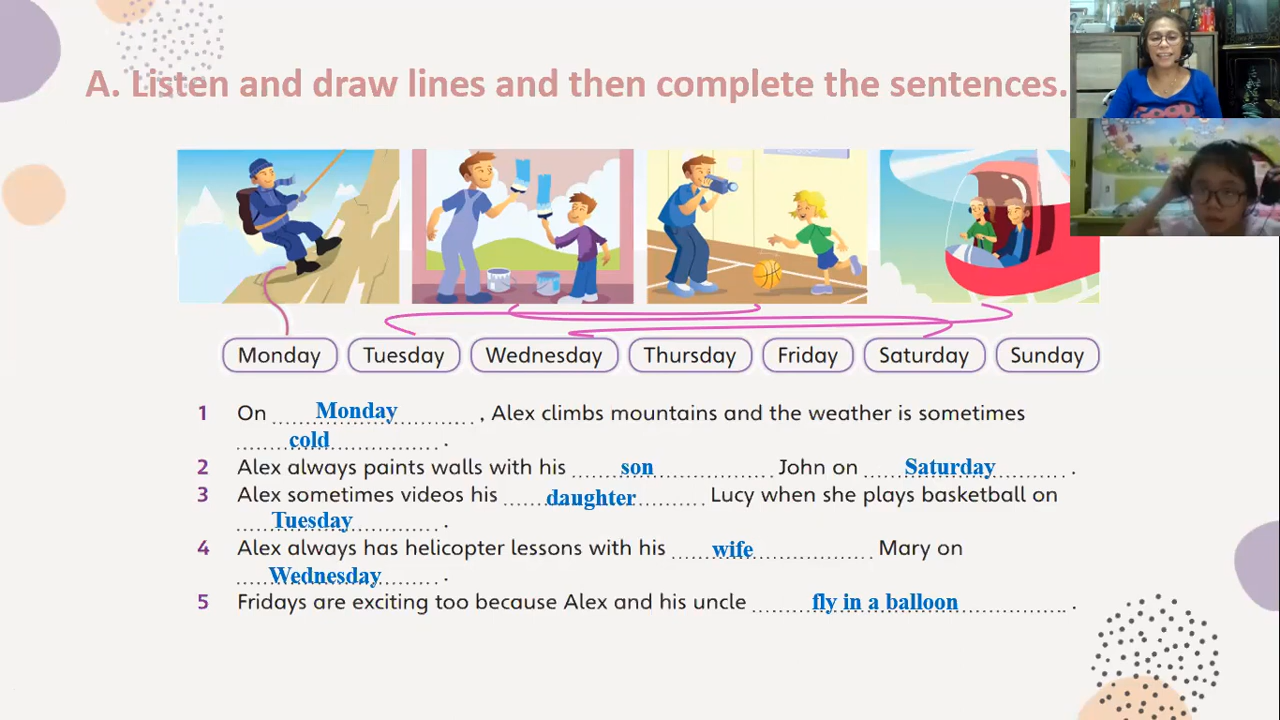 A. Listen and draw lines and then complete the sentences.
Monday Tuesday Wednesday Thursday Friday Saturday Sunday
1 On Monday, Alex climbs mountains and the weather is sometimes
cold.
2 Alex always paints walls with his son John on Saturday.
3 Alex sometimes videos his daughter Lucy when she plays basketball on
Tuesday.
4 Alex always has helicopter lessons with his wife Mary on
Wednesday.
5 Fridays are exciting too because Alex and his uncle fly in a balloon.